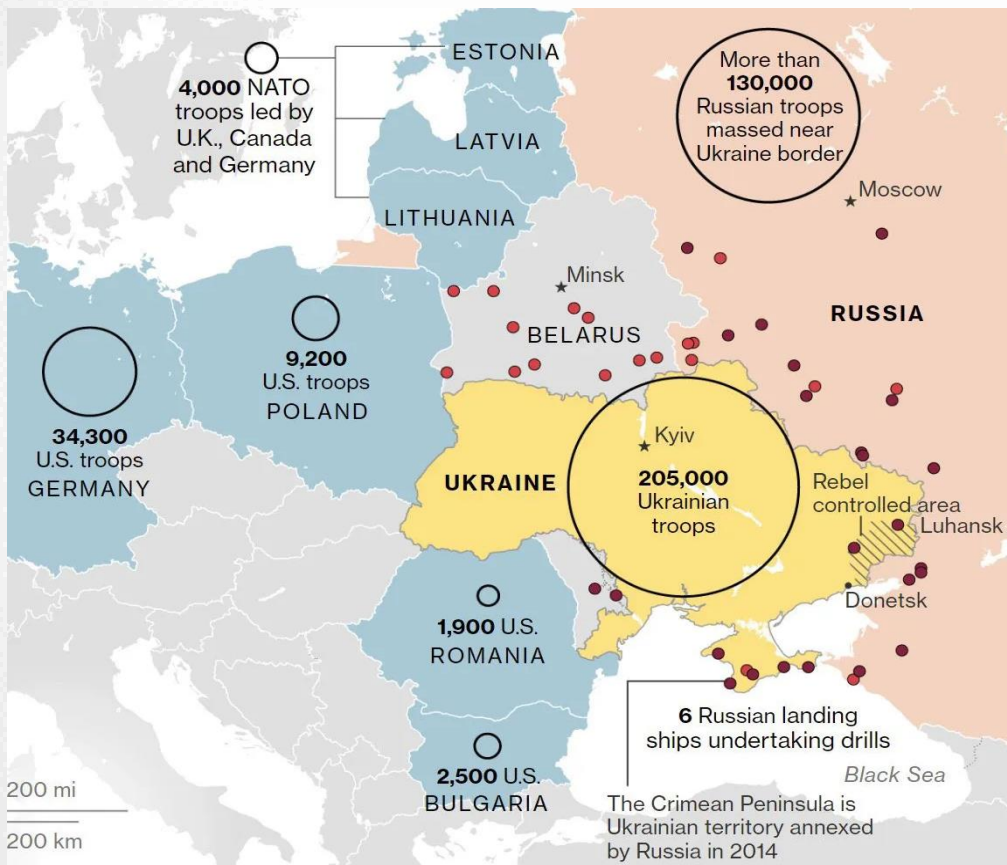 ESTONIA
4,000 NATO
troops led by
U.K., Canada
and Germany
LATVIA
LITHUANIA
More than
130,000
Russian troops
massed near
Ukraine border
Moscow
Minsk
BELARUS
RUSSIA
9,200
U.S. troops
POLAND
34,300
U.S. troops
GERMANY
Kyiv
UKRAINE
205,000
Ukrainian
troops
Rebel
controlled area
Luhansk
Donetsk
1,900 U.S.
ROMANIA
6 Russian landing
ships undertaking drills
2,500 U.S.
BULGARIA
Black Sea
The Crimean Peninsula is
Ukrainian territory annexed
by Russia in 2014
200 mi
200 km